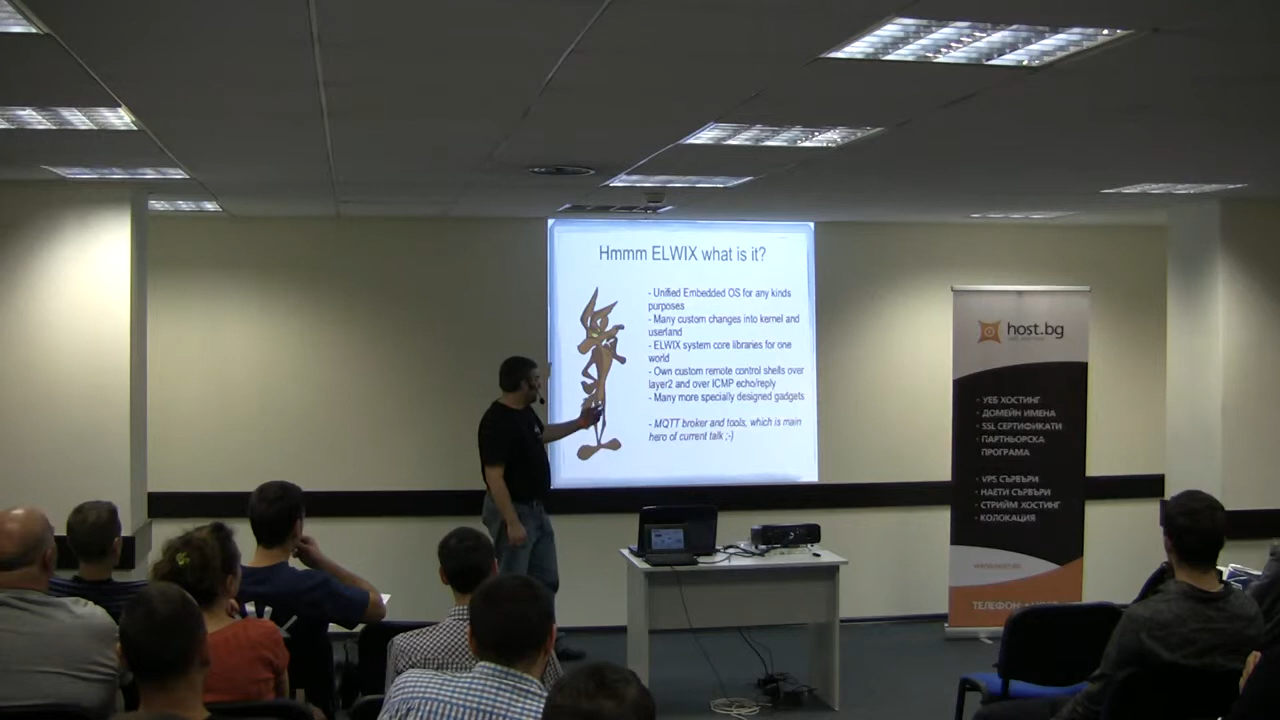 Hmmm ELWIX what is it?
- Unified Embedded OS for any kinds
purposes
- Many custom changes into kernel and
userland
- ELWIX system core libraries for one
world
- Own custom remote control shells over
layer2 and over ICMP echo/reply
- Many more specially designed gadgets
- MQTT broker and tools, which is main
hero of current talk ;-)
host.bg
- УЕБ ХОСТИНГ
- ДОМЕЙН ИМЕНА
- SSL СЕРТИФИКАТИ
- ПАРТНЬОРСКА
ПРОГРАМА
- VPS СЪРВЪРИ
- НАЕТИ СЪРВЪРИ
- СТРИЙМ ХОСТИНГ
- КОЛОКАЦИЯ
ТЕЛЕФОН: